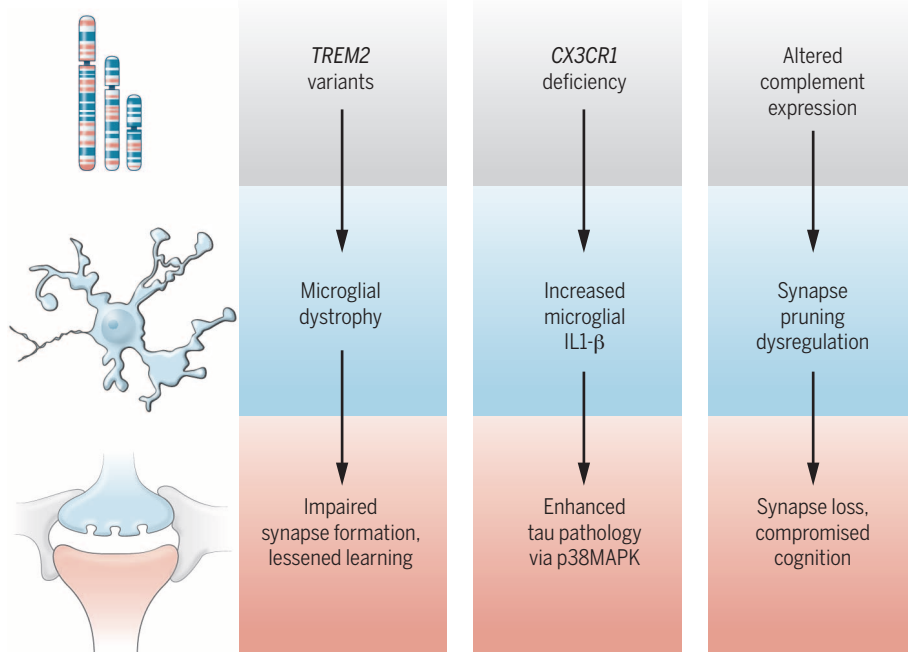 TREM2
variants
CX3CR1
deficiency
Altered
complement
expression
Microglial
dystrophy
Increased
microglial
IL1-β
Synapse
pruning
dysregulation
Impaired
synapse formation,
lessened learning
Enhanced
tau pathology
via p38MAPK
Synapse loss,
compromised
cognition